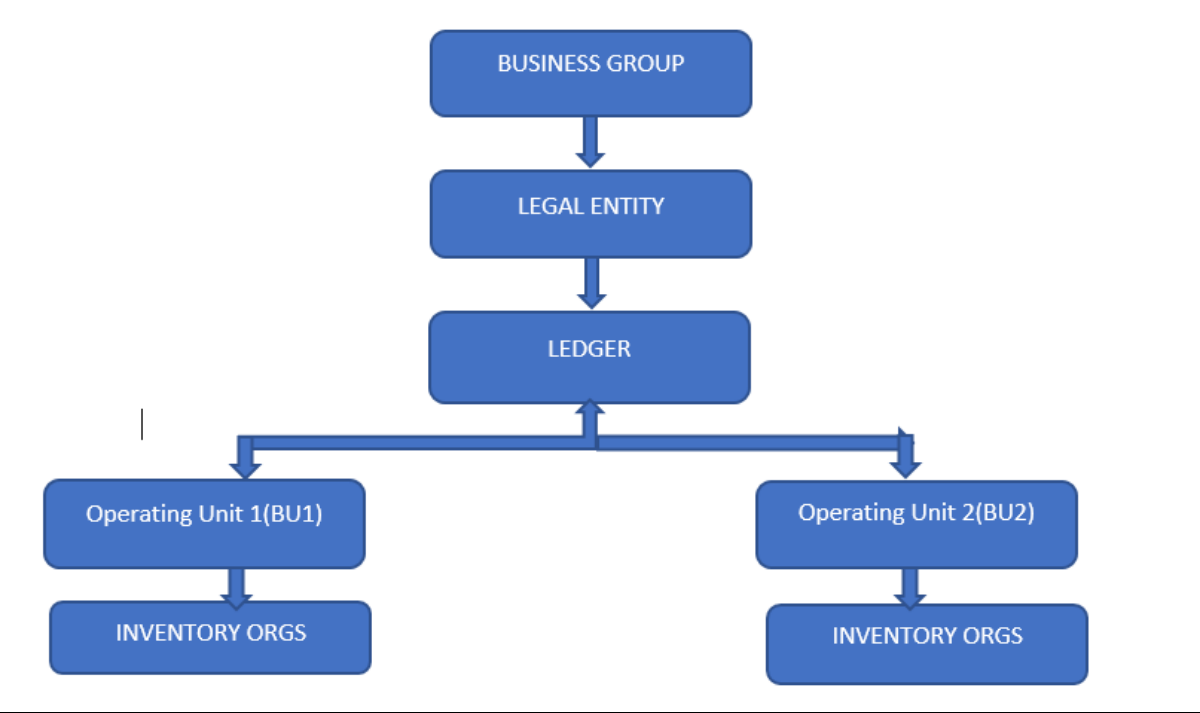 BUSINESS GROUP
LEGAL ENTITY
LEDGER
Operating Unit 1(BU1)
Operating Unit 2(BU2)
INVENTORY ORGS
INVENTORY ORGS